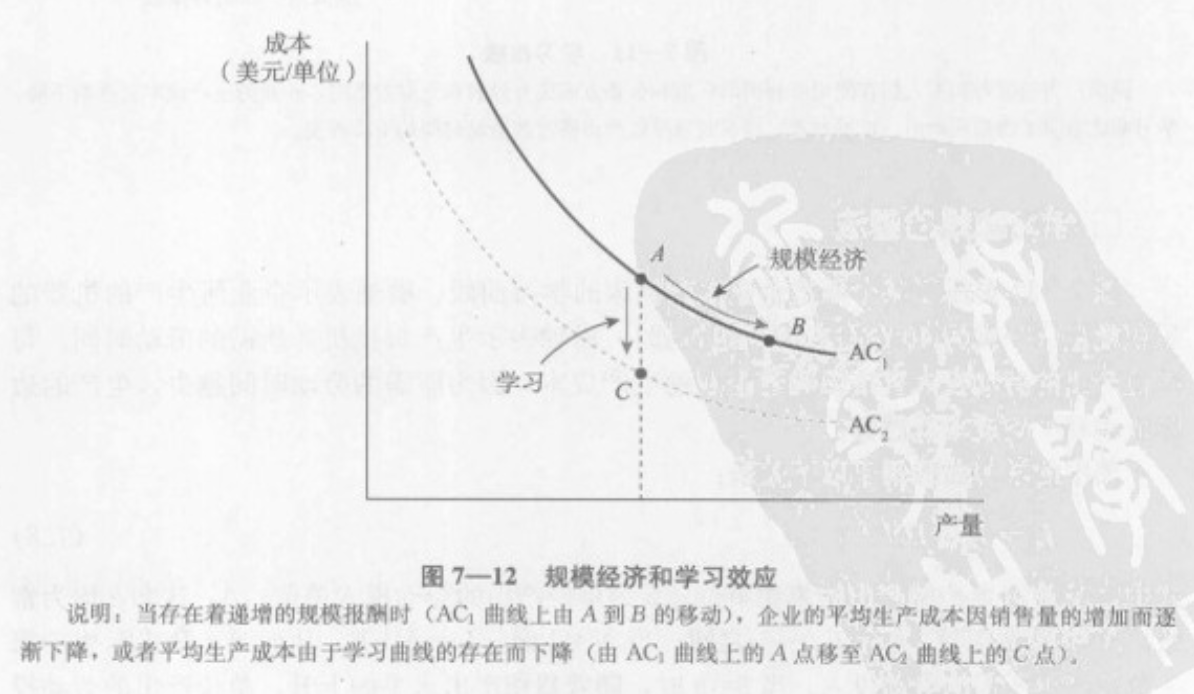 成本
（美元/单位）
A
规模经济
B
AC₁
学习
C
AC₂
产量
图 7—12 规模经济和学习效应
说明：当存在着递增的规模报酬时（AC₁ 曲线上由 A 到 B 的移动），企业的平均生产成本因销售量的增加而逐
渐下降，或者平均生产成本由于学习曲线的存在而下降（由 AC₁ 曲线上的 A 点移至 AC₂ 曲线上的 C 点）。